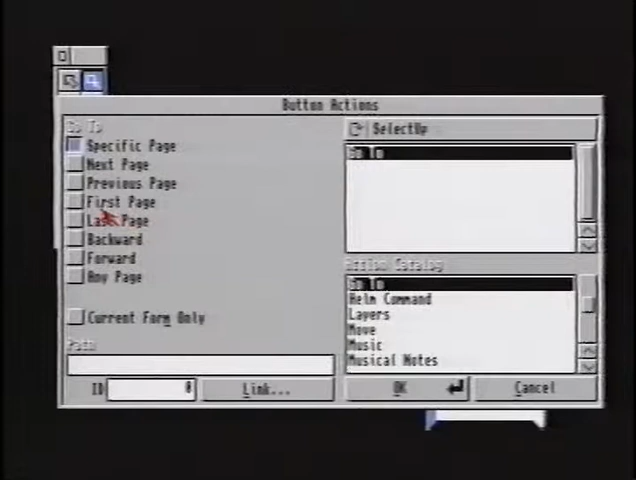 Button Actions
Go To
Specific Page
Next Page
Previous Page
First Page
Last Page
Backward
Forward
Any Page
Current Form Only
Path
ID 0
Link...
SelectUp
Go To
Action Catalog
Go To
Helm Command
Layers
Move
Music
Musical Notes
OK
Cancel